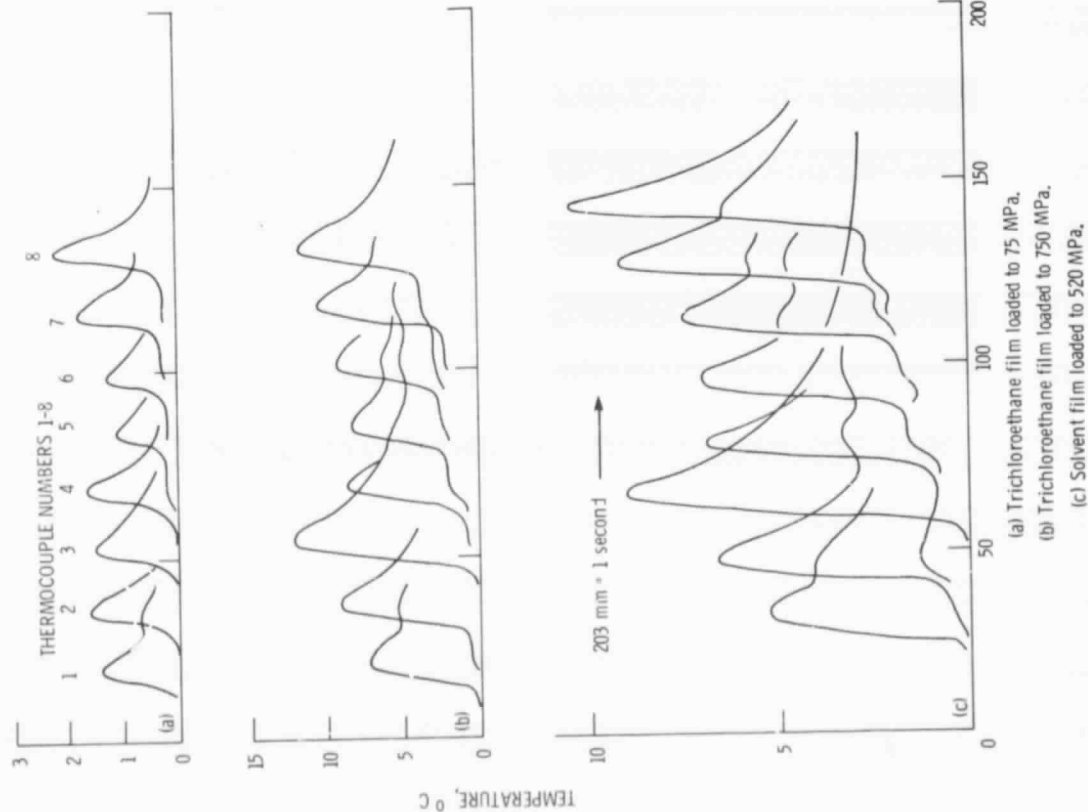 THERMOCOUPLE NUMBERS 1-8
1 2 3 4 5 6 7 8
3
2
1
0
(a)
15
10
5
0
(b)
TEMPERATURE, ° C
203 mm = 1 second
10
5
0
(c)
50 100 150 200
(a) Trichloroethane film loaded to 75 MPa.
(b) Trichloroethane film loaded to 750 MPa.
(c) Solvent film loaded to 520 MPa.